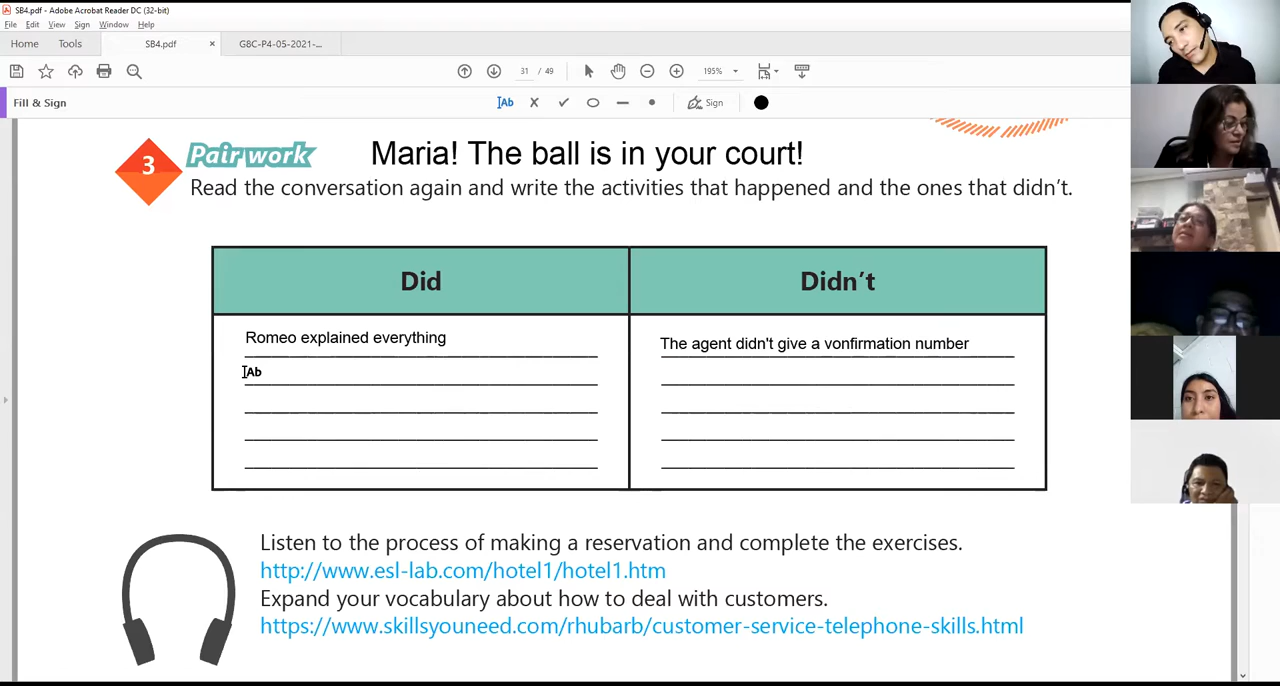 SB4.pdf - Adobe Acrobat Reader DC (32-bit)
File Edit View Sign Window Help
Home Tools SB4.pdf × G8C-P4-05-2021-...
31 / 49 195%
Fill & Sign Ab Sign
3 Pair work Maria! The ball is in your court!
Read the conversation again and write the activities that happened and the ones that didn't.
Did Didn't
Romeo explained everything The agent didn't give a vonfirmation number
Ab
Listen to the process of making a reservation and complete the exercises.
http://www.esl-lab.com/hotel1/hotel1.htm
Expand your vocabulary about how to deal with customers.
https://www.skillsyouneed.com/rhubarb/customer-service-telephone-skills.html